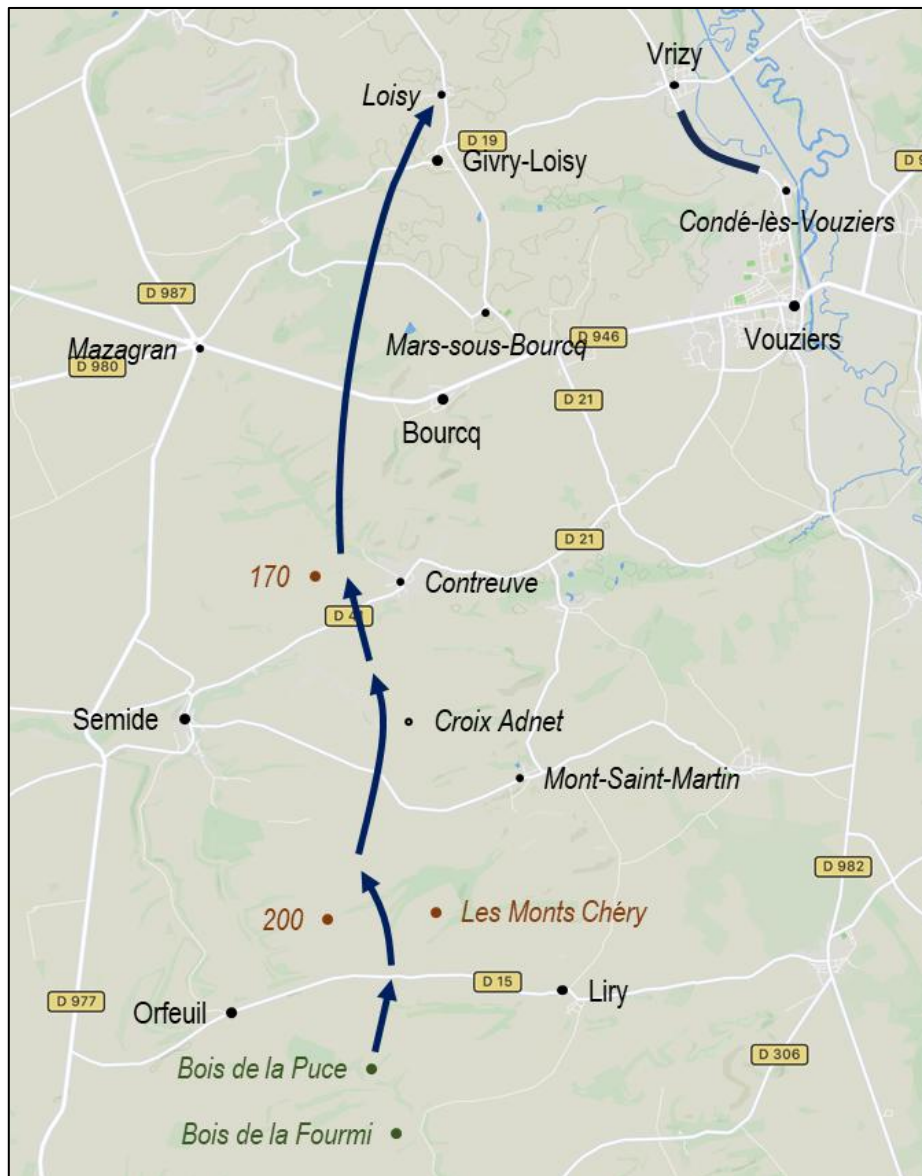 Vrizy
Loisy
D 19
Givry-Loisy
D 9
Condé-lès-Vouziers
D 987
Mars-sous-Bourcq
D 946
Vouziers
Mazagran
D 980
D 21
Bourcq
D 21
170
Contreuve
D 41
Semide
Croix Adnet
Mont-Saint-Martin
D 982
200
Les Monts Chéry
D 977
D 15
Liry
Orfeuil
D 306
Bois de la Puce
Bois de la Fourmi